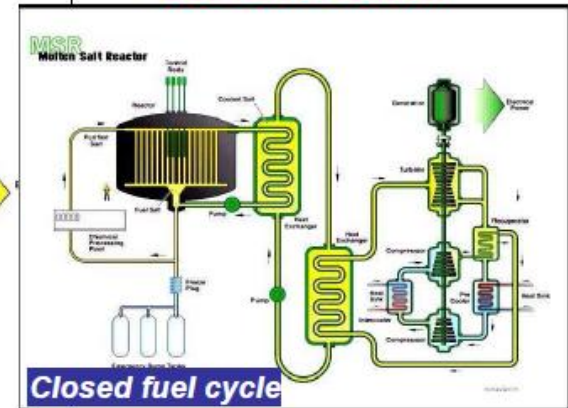 MSR
Molten Salt Reactor
Control
Rods
Reactor
Coolant Salt
Purified
Salt
Fuel Salt
Pump
Chemical
Processing
Plant
Freeze
Plug
Heat
Exchanger
Pump
Heat
Exchanger
Generator
Electrical
Power
Turbine
Recuperator
Compressor
Heat
Sink
Pre
Cooler
Heat Sink
Intercooler
Compressor
Emergency Dump Tanks
Closed fuel cycle